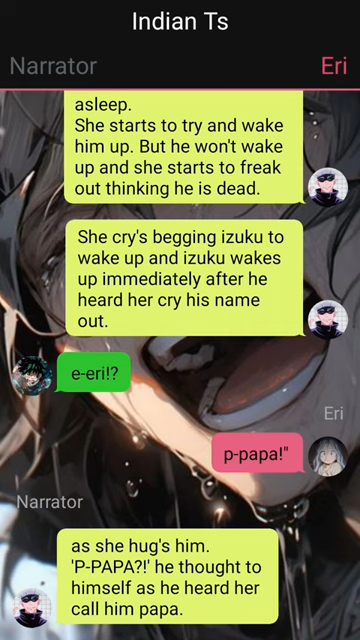 Indian Ts
Narrator
Eri
asleep.
She starts to try and wake
him up. But he won't wake
up and she starts to freak
out thinking he is dead.
She cry's begging izuku to
wake up and izuku wakes
up immediately after he
heard her cry his name
out.
e-eri!?
Eri
p-papa!"
Narrator
as she hug's him.
'P-PAPA?!' he thought to
himself as he heard her
call him papa.